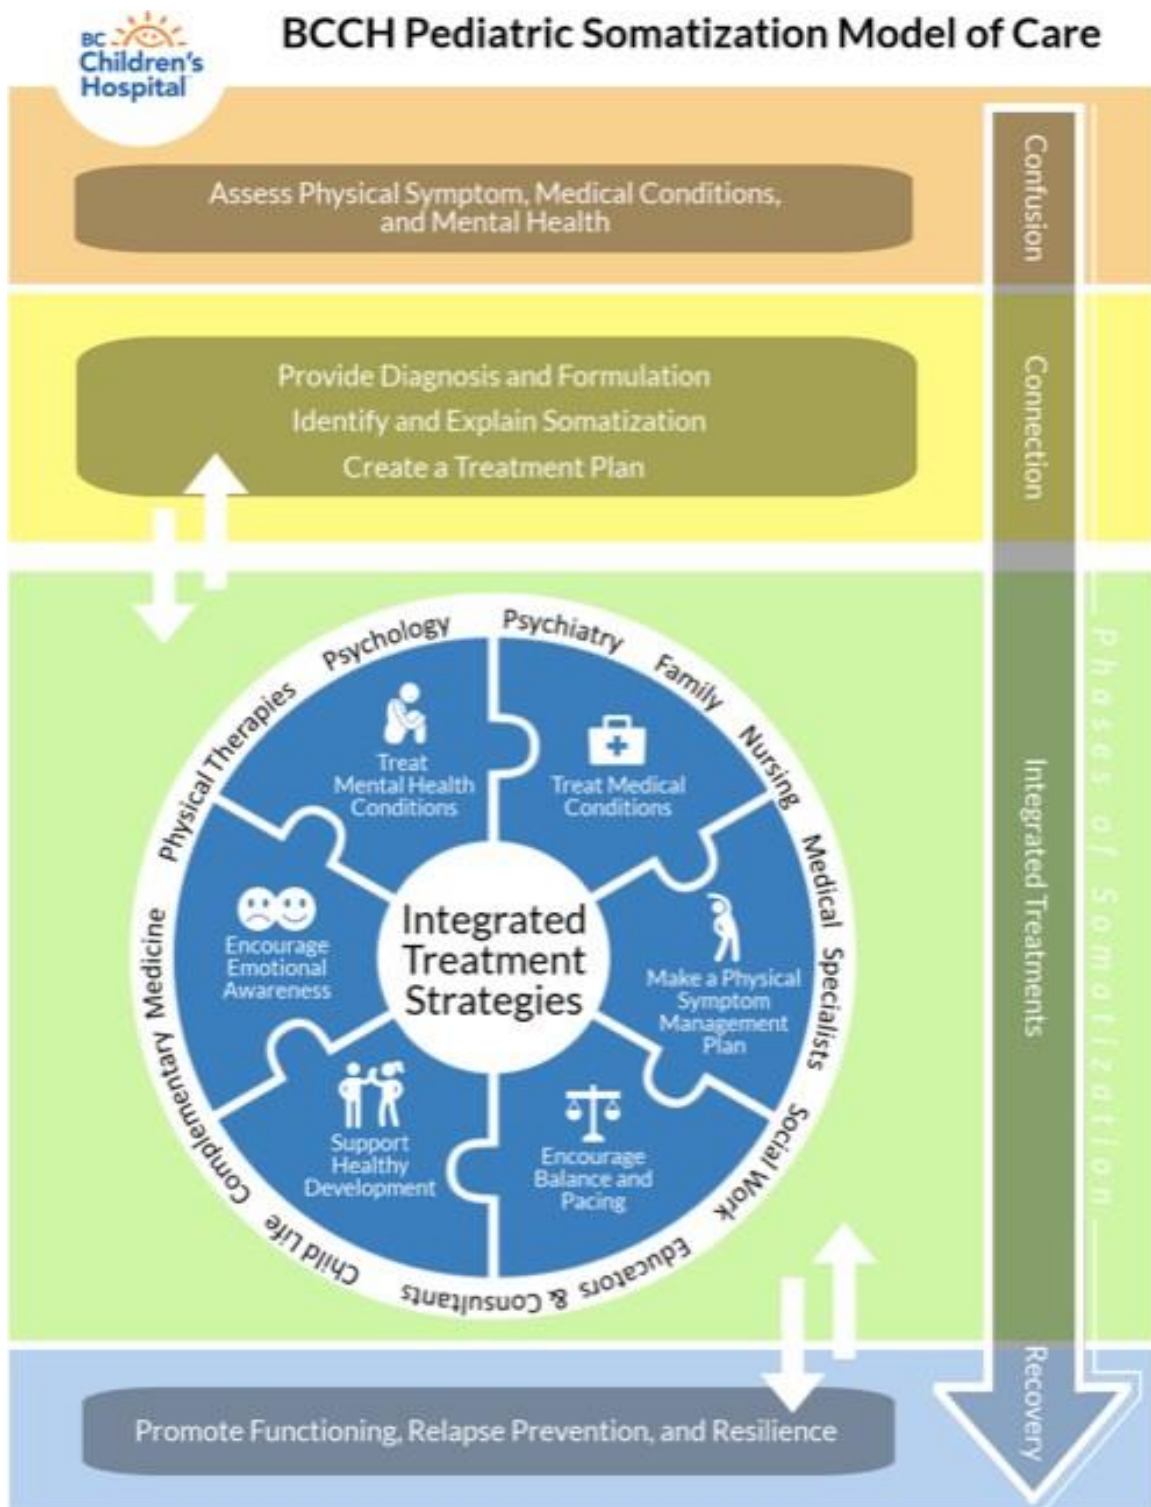 BC
Children's
Hospital
BCCH Pediatric Somatization Model of Care
Assess Physical Symptom, Medical Conditions,
and Mental Health
Confusion
Provide Diagnosis and Formulation
Identify and Explain Somatization
Create a Treatment Plan
Connection
Psychology
Psychiatry
Family
Nursing
Medical Specialists
Social Work
Educators & Consultants
Child Life
Complementary Medicine
Physical Therapies
Treat
Mental Health
Conditions
Treat Medical
Conditions
Encourage
Emotional
Awareness
Integrated
Treatment
Strategies
Make a Physical
Symptom
Management
Plan
Support
Healthy
Development
Encourage
Balance and
Pacing
Integrated Treatments
Phases of Somatization
Promote Functioning, Relapse Prevention, and Resilience
Recovery